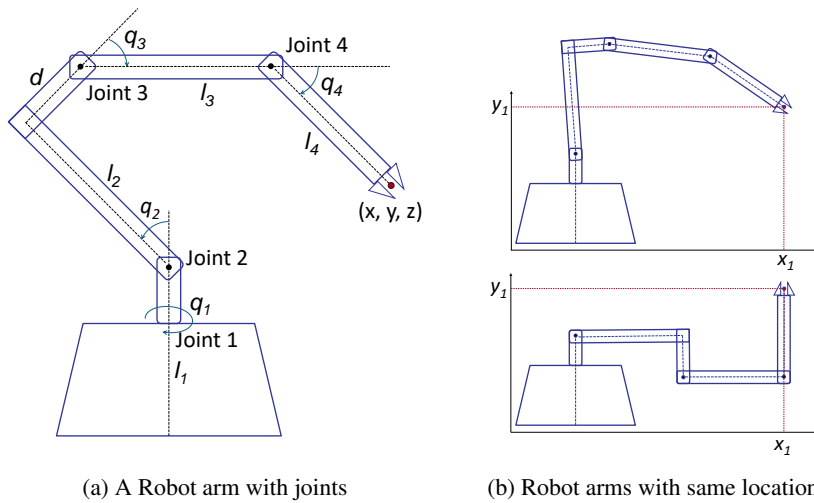 q3
d
Joint 4
Joint 3
l3
q4
l2
l4
q2
(x, y, z)
Joint 2
q1
Joint 1
l1
y1
x1
y1
x1
(a) A Robot arm with joints
(b) Robot arms with same location